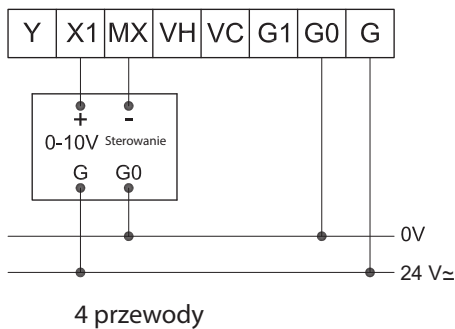 Y X1 MX VH VC G1 G0 G
+ -
0-10V Sterowanie
G G0
0V
24 V≂
4 przewody